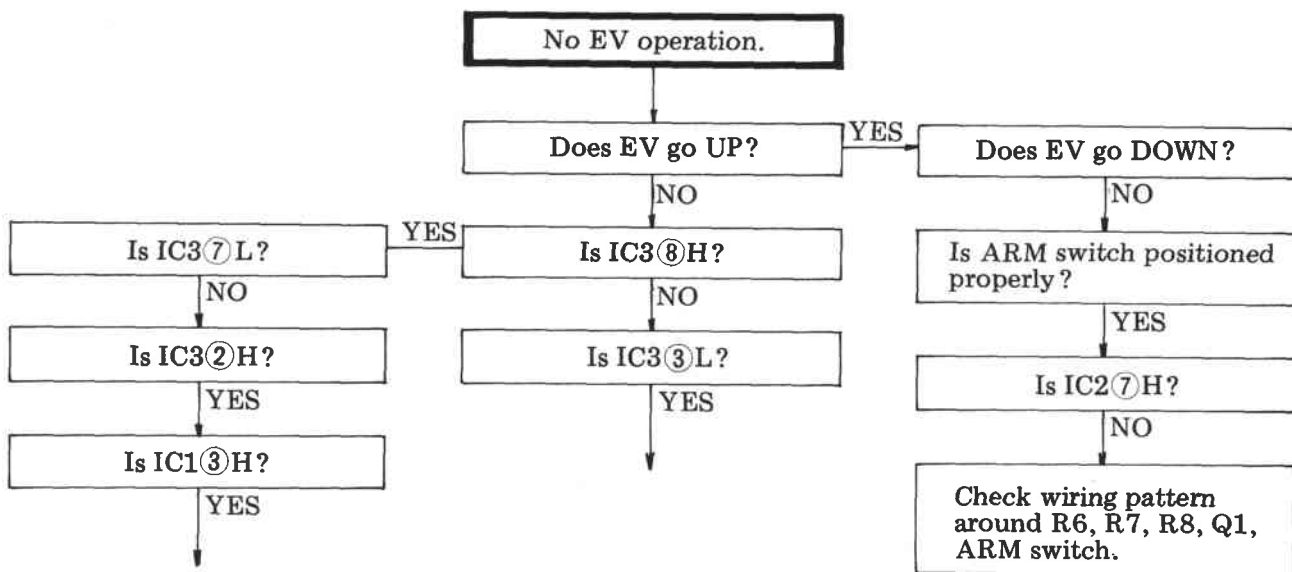 No EV operation.
Does EV go UP?
YES
Does EV go DOWN?
NO
NO
Is IC3⑦L?
YES
Is IC3⑧H?
Is ARM switch positioned
properly?
NO
NO
YES
Is IC3②H?
Is IC3③L?
Is IC2⑦H?
YES
YES
NO
Is IC1③H?
YES
Check wiring pattern
around R6, R7, R8, Q1,
ARM switch.